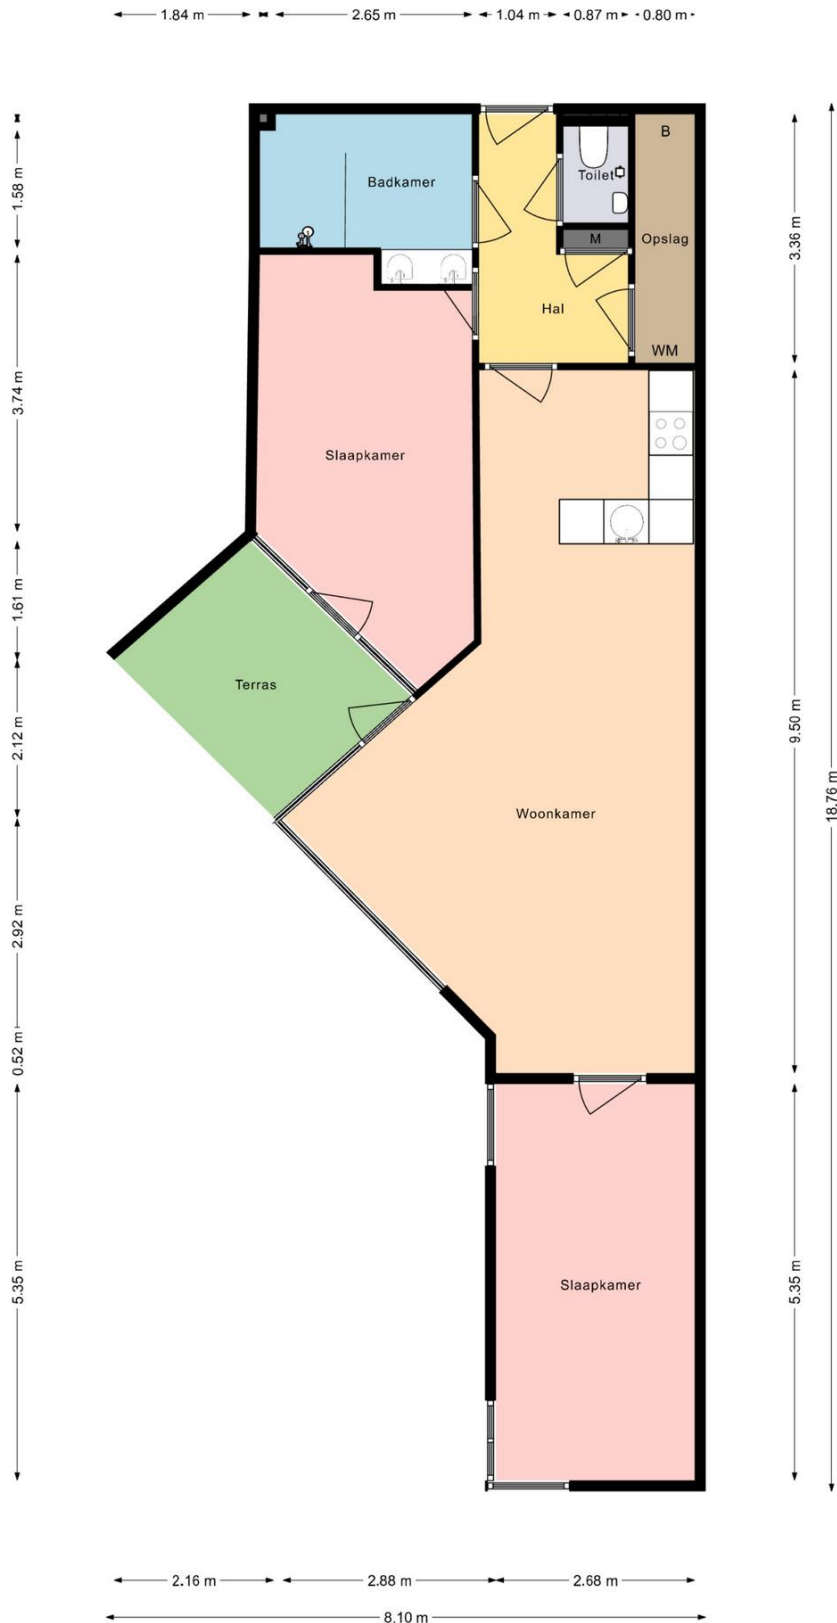 1.84 m
2.65 m
1.04 m
0.87 m
0.80 m
B
Badkamer
Toilet
M
Opslag
Hal
WM
Slaapkamer
Terras
Woonkamer
Slaapkamer
1.58 m
3.74 m
1.61 m
2.12 m
2.92 m
0.52 m
5.35 m
3.36 m
9.50 m
5.35 m
18.76 m
2.16 m
2.88 m
2.68 m
8.10 m